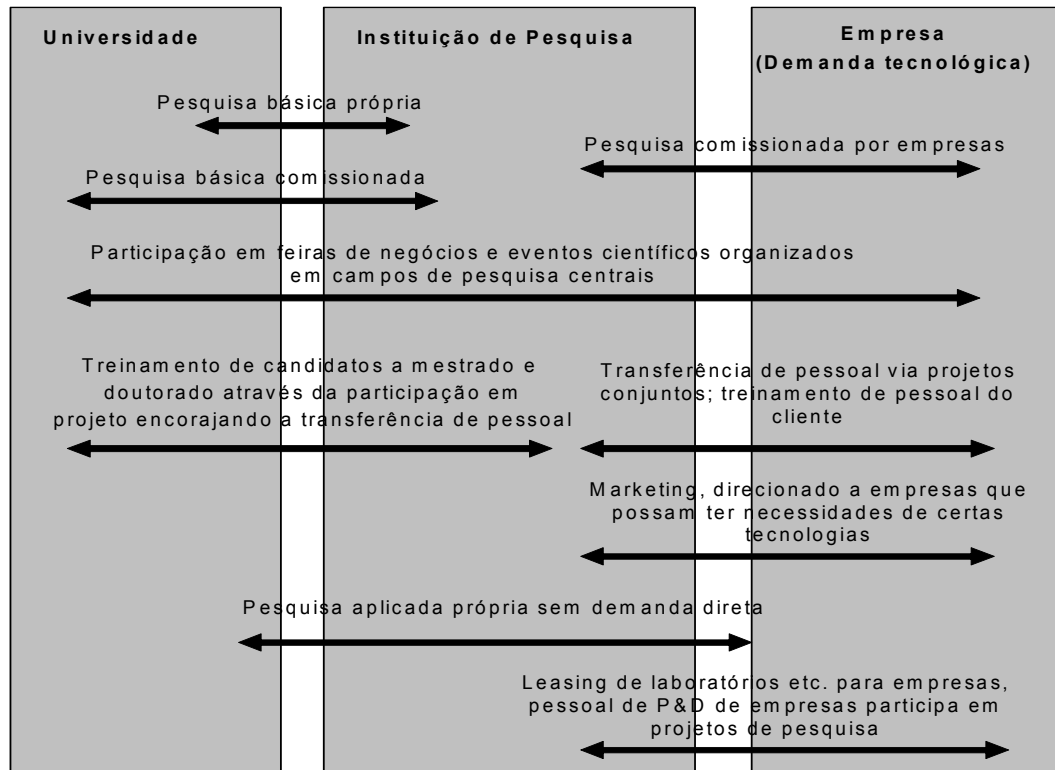 Universidade
Instituição de Pesquisa
Empresa
(Demanda tecnológica)
Pesquisa básica própria
Pesquisa comissionada por empresas
Pesquisa básica comissionada
Participação em feiras de negócios e eventos científicos organizados
em campos de pesquisa centrais
Treinamento de candidatos a mestrado e
doutorado através da participação em
projeto encorajando a transferência de pessoal
Transferência de pessoal via projetos
conjuntos; treinamento de pessoal do
cliente
Marketing, direcionado a empresas que
possam ter necessidades de certas
tecnologias
Pesquisa aplicada própria sem demanda direta
Leasing de laboratórios etc. para empresas,
pessoal de P&D de empresas participa em
projetos de pesquisa